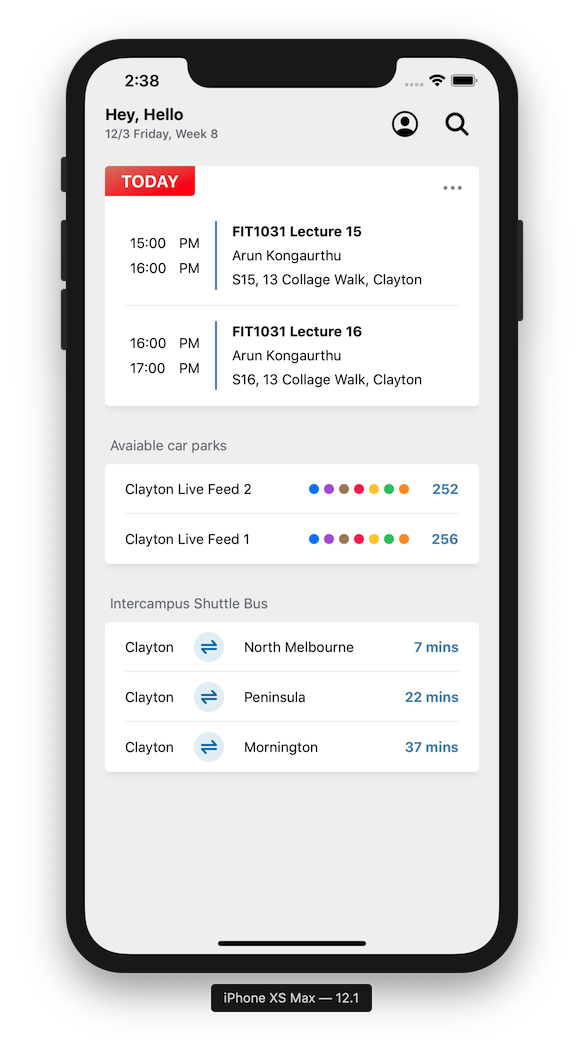 2:38
Hey, Hello
12/3 Friday, Week 8
TODAY
15:00 PM
16:00 PM
FIT1031 Lecture 15
Arun Kongaurthu
S15, 13 Collage Walk, Clayton
16:00 PM
17:00 PM
FIT1031 Lecture 16
Arun Kongaurthu
S16, 13 Collage Walk, Clayton
Avaiable car parks
Clayton Live Feed 2 252
Clayton Live Feed 1 256
Intercampus Shuttle Bus
Clayton North Melbourne 7 mins
Clayton Peninsula 22 mins
Clayton Mornington 37 mins
iPhone XS Max — 12.1